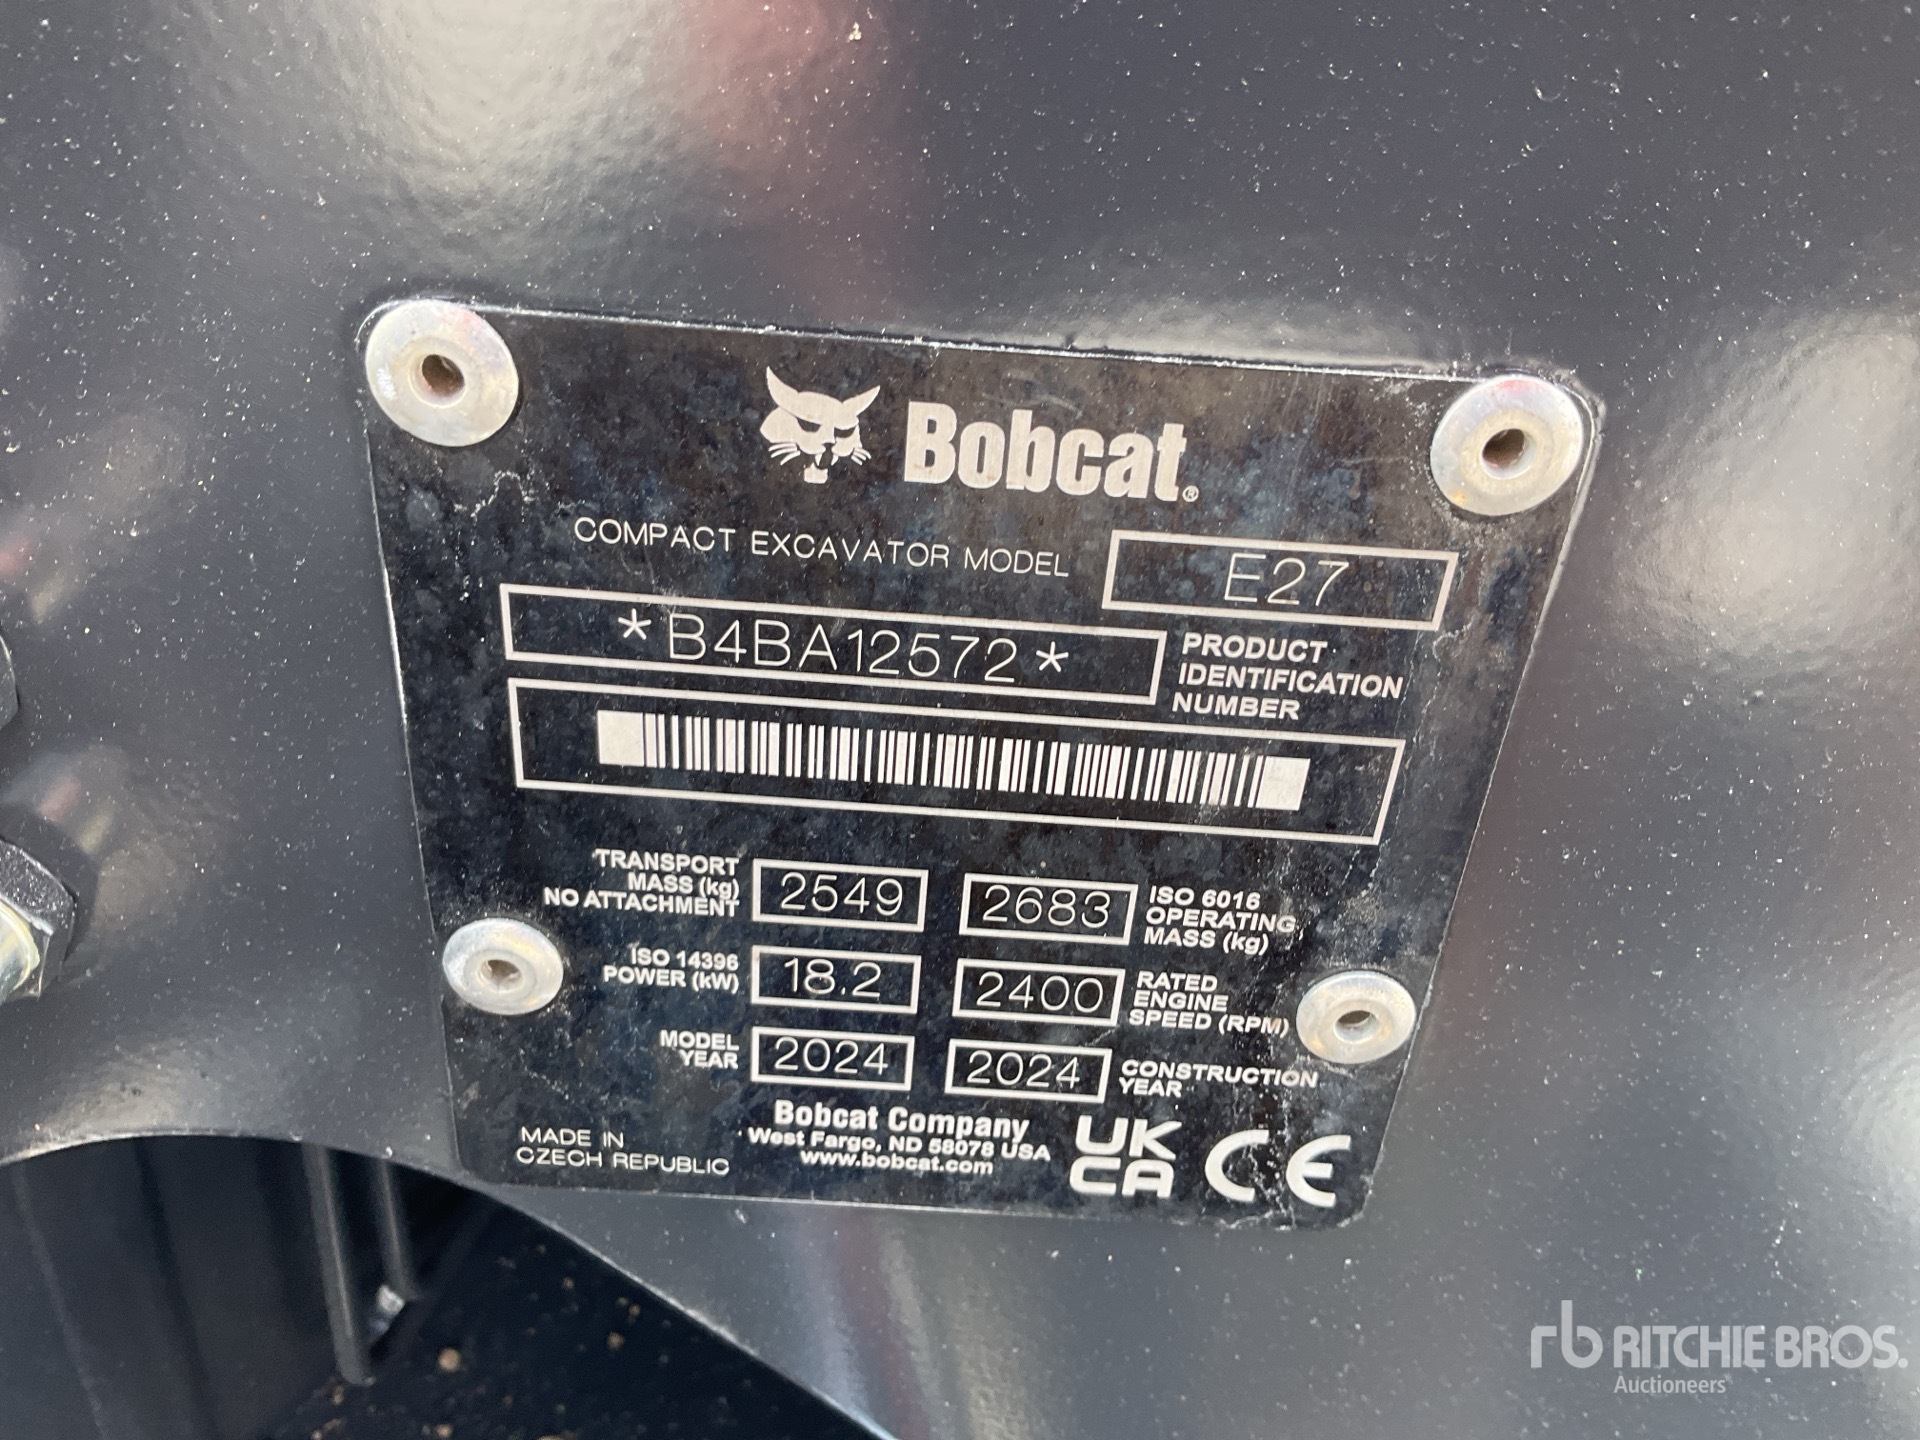 Bobcat®
COMPACT EXCAVATOR MODEL E27
*B4BA12572*
PRODUCT
IDENTIFICATION
NUMBER
TRANSPORT
MASS (kg)
NO ATTACHMENT
2549
2683
ISO 6016
OPERATING
MASS (kg)
ISO 14396
POWER (kW)
18.2
2400
RATED
ENGINE
SPEED (RPM)
MODEL
YEAR
2024
2024
CONSTRUCTION
YEAR
MADE IN
CZECH REPUBLIC
Bobcat Company
West Fargo, ND 58078 USA
www.bobcat.com
UK
CA
CE
rb RITCHIE BROS.
Auctioneers